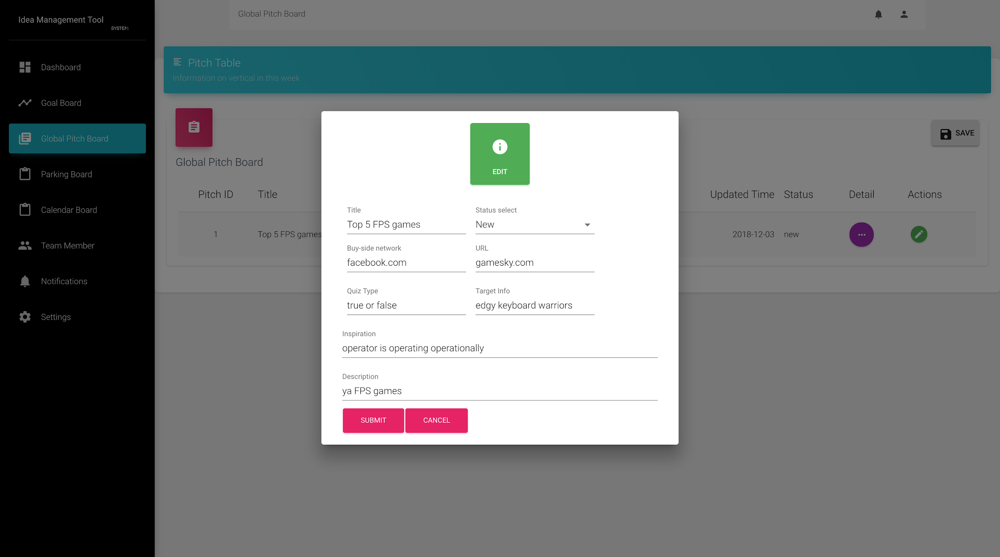 Idea Management Tool
SYSTEM1
Dashboard
Goal Board
Global Pitch Board
Parking Board
Calendar Board
Team Member
Notifications
Settings
Global Pitch Board
Pitch Table
Information on vertical in this week
SAVE
Global Pitch Board
Pitch ID Title Updated Time Status Detail Actions
1 Top 5 FPS games 2018-12-03 new
EDIT
Title Status select
Top 5 FPS games New
Buy-side network URL
facebook.com gamesky.com
Quiz Type Target Info
true or false edgy keyboard warriors
Inspiration
operator is operating operationally
Description
ya FPS games
SUBMIT CANCEL